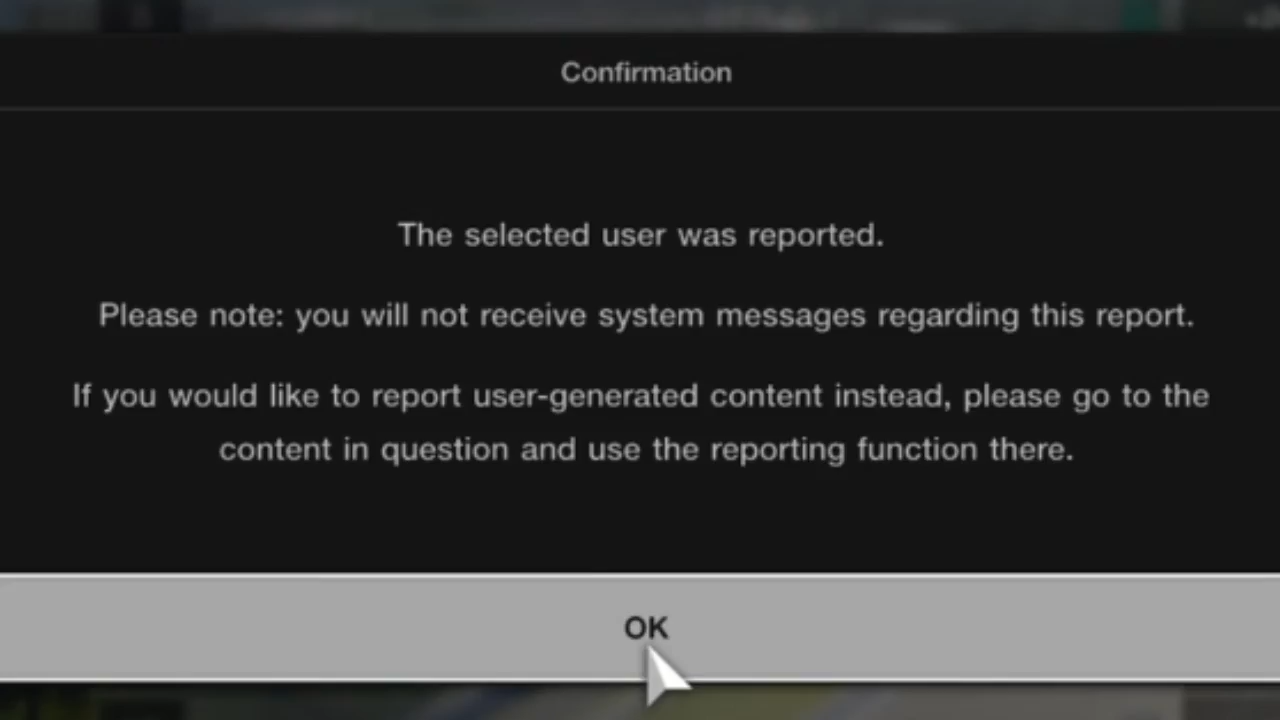 Confirmation
The selected user was reported.
Please note: you will not receive system messages regarding this report.
If you would like to report user-generated content instead, please go to the
content in question and use the reporting function there.
OK